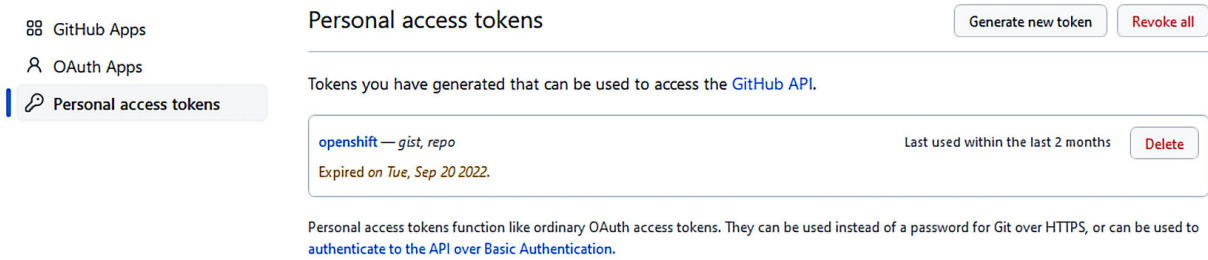 GitHub Apps
OAuth Apps
Personal access tokens
Personal access tokens
Generate new token
Revoke all
Tokens you have generated that can be used to access the GitHub API.
openshift — gist, repo
Last used within the last 2 months
Delete
Expired on Tue, Sep 20 2022.
Personal access tokens function like ordinary OAuth access tokens. They can be used instead of a password for Git over HTTPS, or can be used to
authenticate to the API over Basic Authentication.